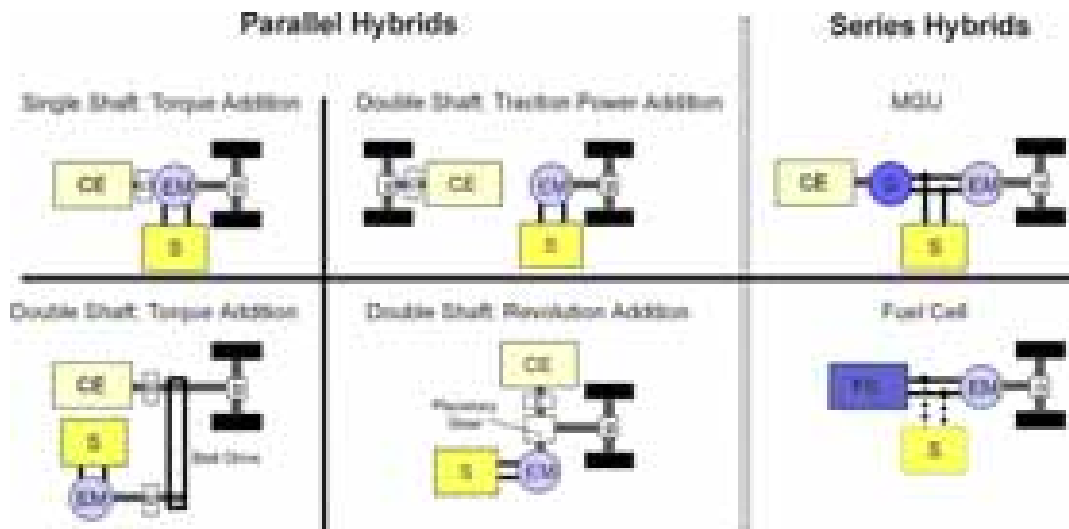 Parallel Hybrids
Series Hybrids
Single Shaft: Torque Addition
Double Shaft: Traction Power Addition
MGU
CE
EM
S
CE
EM
S
CE
G
EM
S
Double Shaft: Torque Addition
Double Shaft: Revolution Addition
Fuel Cell
CE
S
EM
Belt Drive
CE
Planetary
Gear
S
EM
EM
S